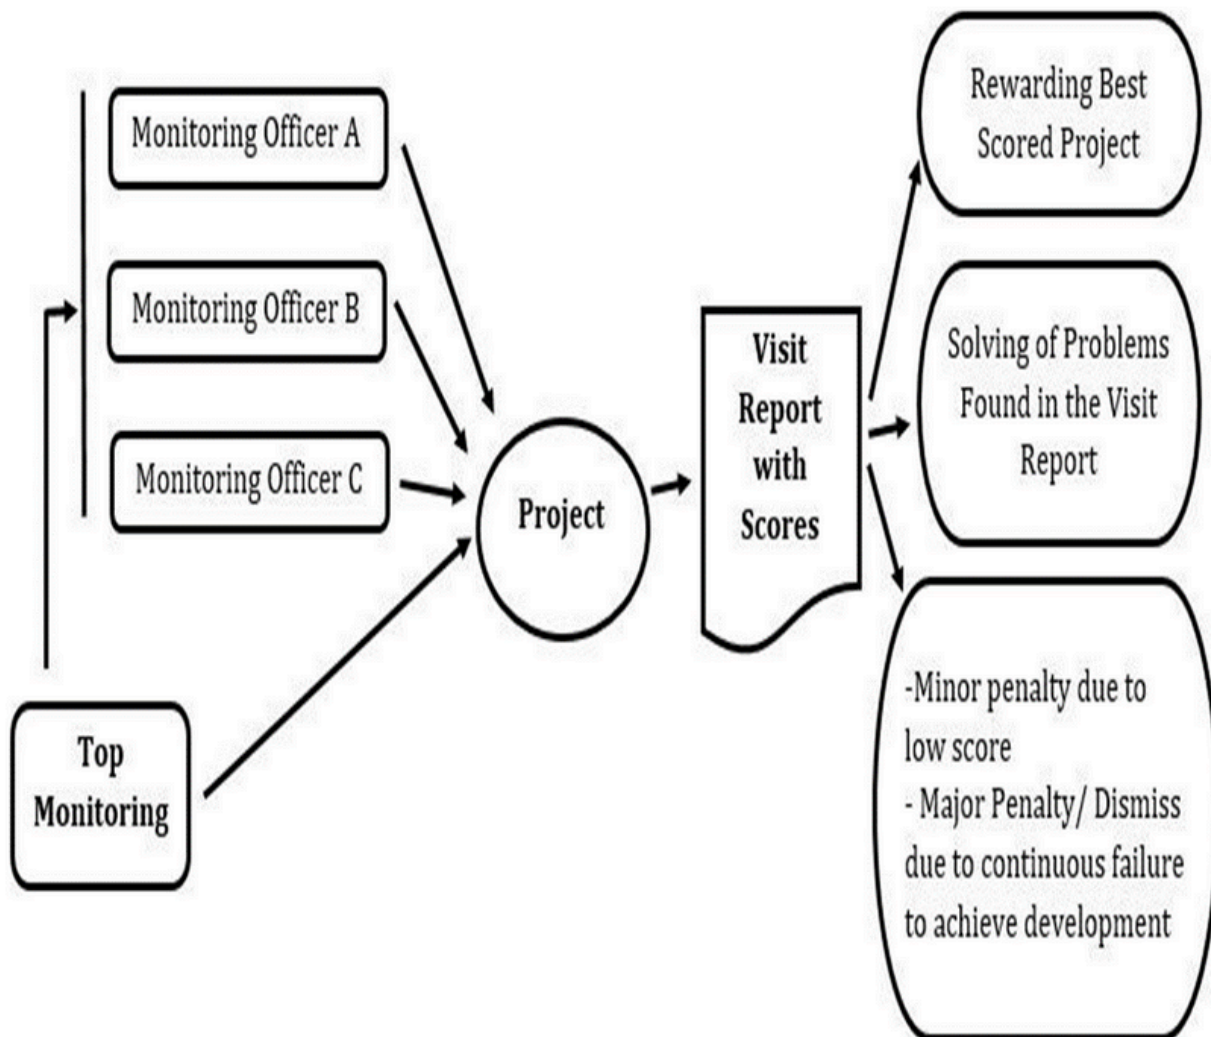 Monitoring Officer A
Monitoring Officer B
Monitoring Officer C
Top
Monitoring
Project
Visit
Report
with
Scores
Rewarding Best
Scored Project
Solving of Problems
Found in the Visit
Report
-Minor penalty due to
low score
- Major Penalty/ Dismiss
due to continuous failure
to achieve development